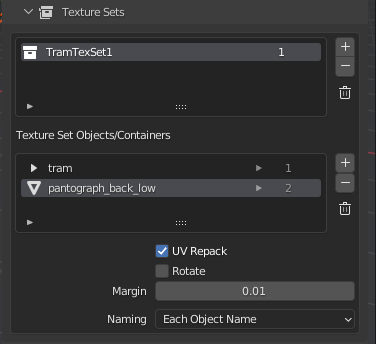 Texture Sets
TramTexSet1 1
Texture Set Objects/Containers
tram 1
pantograph_back_low 2
UV Repack
Rotate
Margin 0.01
Naming Each Object Name